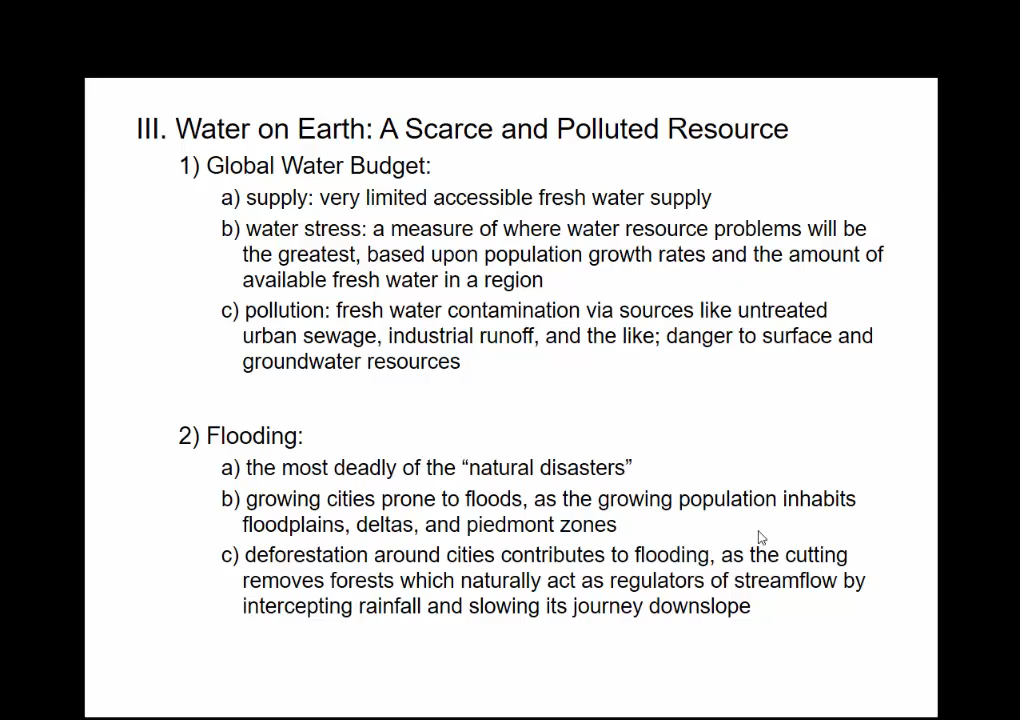 III. Water on Earth: A Scarce and Polluted Resource
1) Global Water Budget:
a) supply: very limited accessible fresh water supply
b) water stress: a measure of where water resource problems will be
the greatest, based upon population growth rates and the amount of
available fresh water in a region
c) pollution: fresh water contamination via sources like untreated
urban sewage, industrial runoff, and the like; danger to surface and
groundwater resources
2) Flooding:
a) the most deadly of the “natural disasters”
b) growing cities prone to floods, as the growing population inhabits
floodplains, deltas, and piedmont zones
c) deforestation around cities contributes to flooding, as the cutting
removes forests which naturally act as regulators of streamflow by
intercepting rainfall and slowing its journey downslope